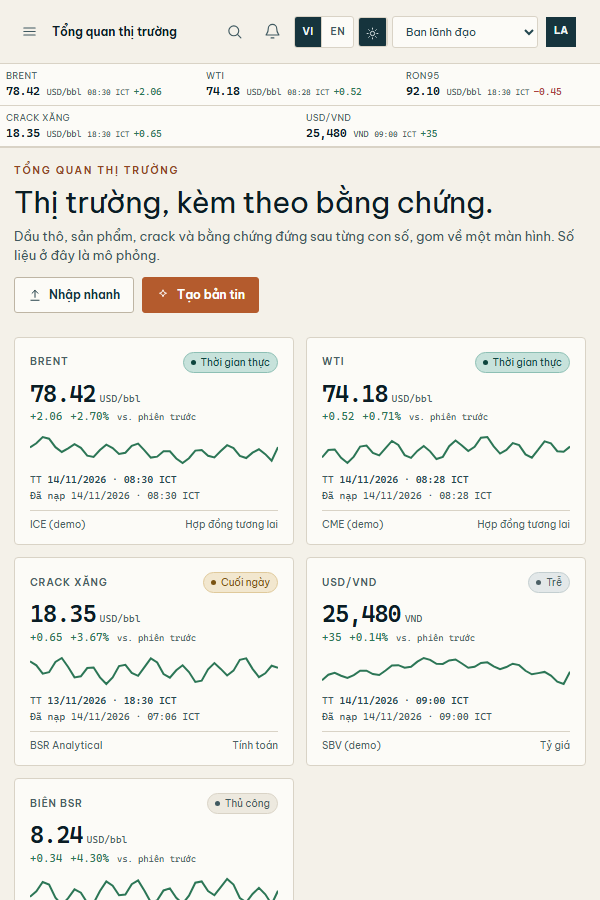 Tổng quan thị trường
VI EN
Ban lãnh đạo
LA
BRENT
78.42 USD/bbl 08:30 ICT +2.06
WTI
74.18 USD/bbl 08:28 ICT +0.52
RON95
92.10 USD/bbl 18:30 ICT −0.45
CRACK XĂNG
18.35 USD/bbl 18:30 ICT +0.65
USD/VND
25,480 VND 09:00 ICT +35
TỔNG QUAN THỊ TRƯỜNG
Thị trường, kèm theo bằng chứng.
Dầu thô, sản phẩm, crack và bằng chứng đứng sau từng con số, gom về một màn hình. Số
liệu ở đây là mô phỏng.
Nhập nhanh
Tạo bản tin
BRENT
Thời gian thực
78.42 USD/bbl
+2.06 +2.70% vs. phiên trước
TT 14/11/2026 · 08:30 ICT
Đã nạp 14/11/2026 · 08:30 ICT
ICE (demo)
Hợp đồng tương lai
WTI
Thời gian thực
74.18 USD/bbl
+0.52 +0.71% vs. phiên trước
TT 14/11/2026 · 08:28 ICT
Đã nạp 14/11/2026 · 08:28 ICT
CME (demo)
Hợp đồng tương lai
CRACK XĂNG
Cuối ngày
18.35 USD/bbl
+0.65 +3.67% vs. phiên trước
TT 13/11/2026 · 18:30 ICT
Đã nạp 14/11/2026 · 07:06 ICT
BSR Analytical
Tính toán
USD/VND
Trễ
25,480 VND
+35 +0.14% vs. phiên trước
TT 14/11/2026 · 09:00 ICT
Đã nạp 14/11/2026 · 09:00 ICT
SBV (demo)
Tỷ giá
BIÊN BSR
Thủ công
8.24 USD/bbl
+0.34 +4.30% vs. phiên trước